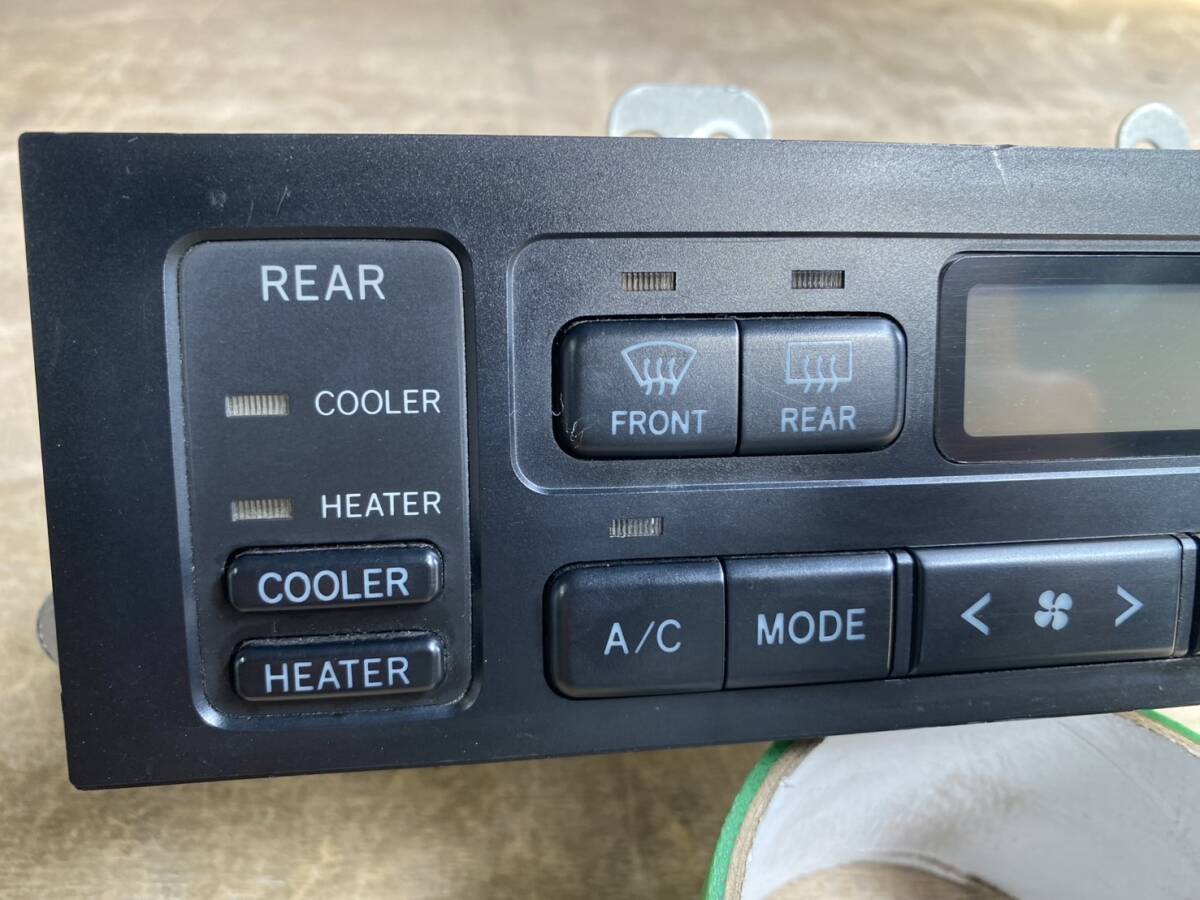 REAR
COOLER
HEATER
COOLER
HEATER
FRONT
REAR
A/C
MODE
< >